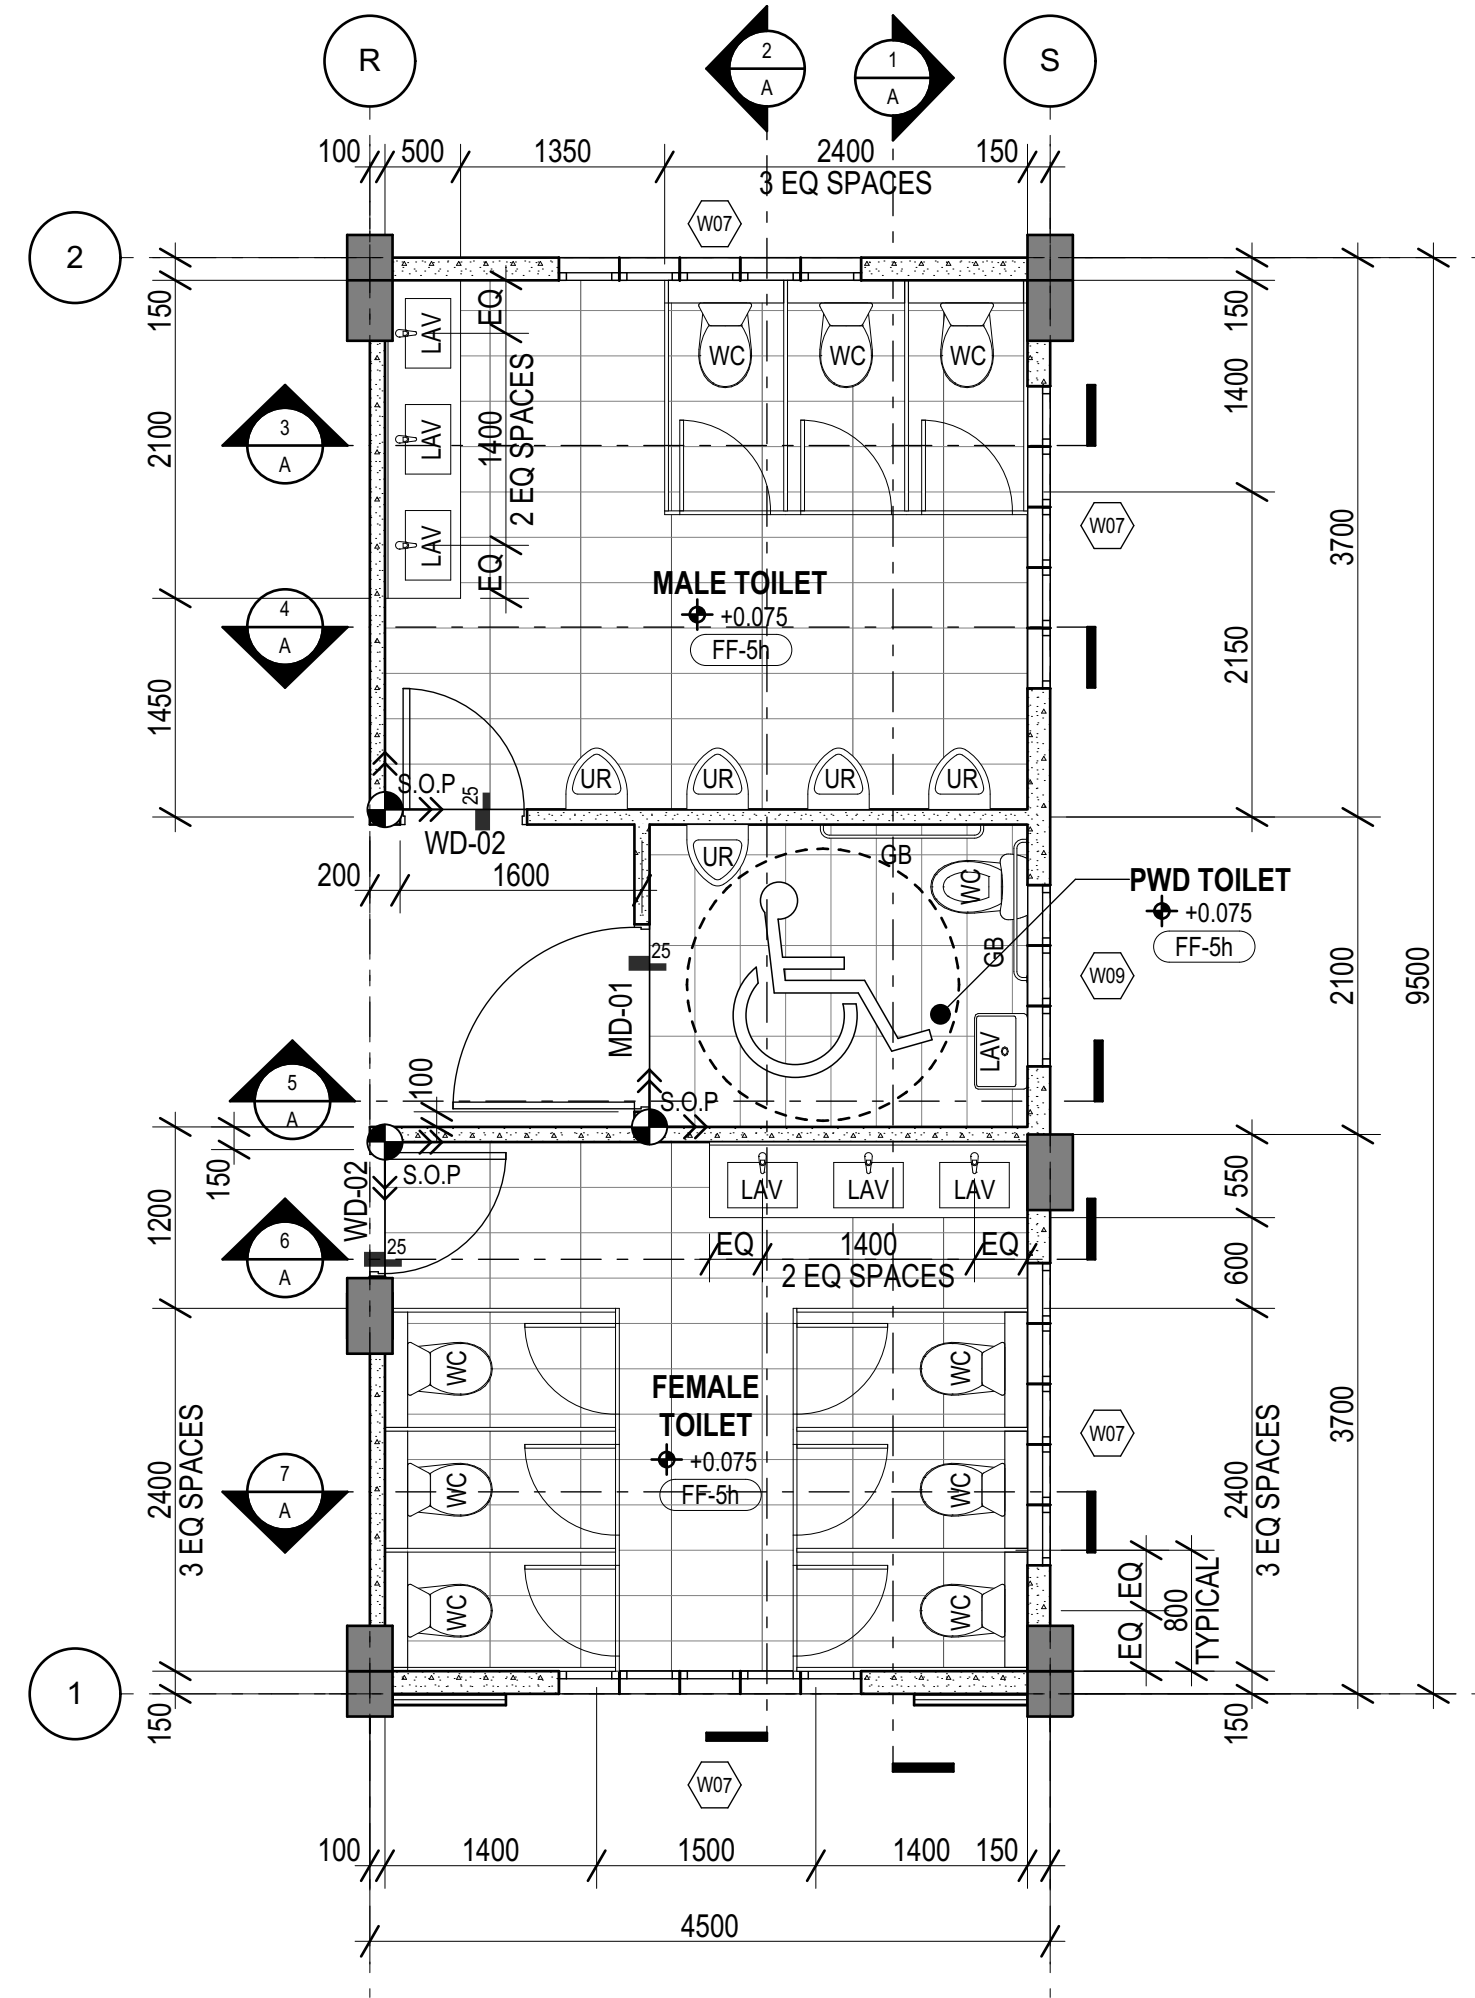 R
2
A
1
A
S
100
500
1350
2400
150
3 EQ SPACES
W07
2
150
2100
1450
LAV
LAV
LAV
EQ
1400
2 EQ SPACES
EQ
WC
WC
WC
150
1400
2150
3700
9500
3
A
4
A
W07
MALE TOILET
+0.075
FF-5h
S.O.P
25
WD-02
UR
UR
UR
UR
200
1600
UR
GB
WC
GB
PWD TOILET
+0.075
FF-5h
25
MD-01
LAV
W09
2100
5
A
100
S.O.P
150
1200
WD-02
S.O.P
LAV
LAV
LAV
550
600
6
A
25
EQ
1400
EQ
2 EQ SPACES
WC
WC
FEMALE
TOILET
+0.075
FF-5h
WC
WC
WC
WC
W07
3700
2400
3 EQ SPACES
7
A
2400
3 EQ SPACES
EQ
EQ
800
TYPICAL
1
150
150
W07
100
1400
1500
1400
150
4500